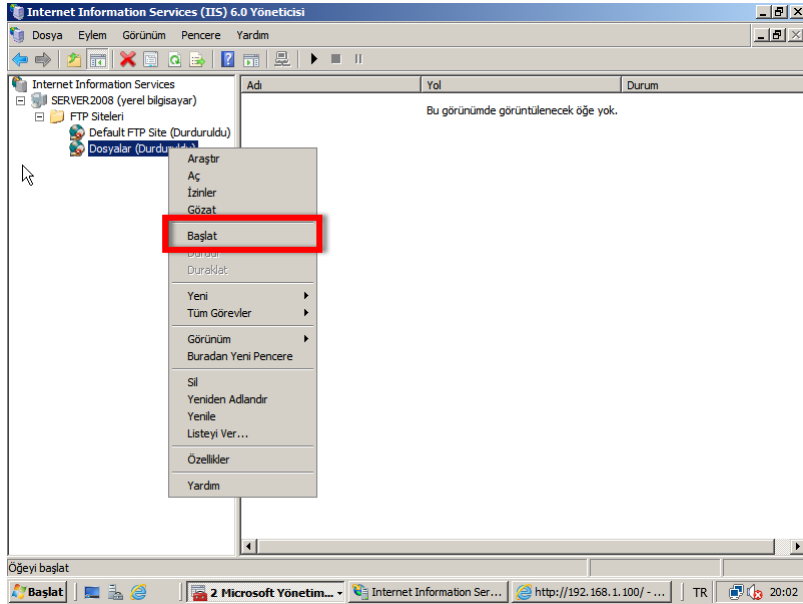 Internet Information Services (IIS) 6.0 Yöneticisi
Dosya Eylem Görünüm Pencere Yardım
Internet Information Services
SERVER2008 (yerel bilgisayar)
FTP Siteleri
Default FTP Site (Durduruldu)
Dosyalar (Durduruldu)
Adı Yol Durum
Bu görünümde görüntülenecek öğe yok.
Araştır
Aç
İzinler
Gözat
Başlat
Durdur
Duraklat
Yeni
Tüm Görevler
Görünüm
Buradan Yeni Pencere
Sil
Yeniden Adlandır
Yenile
Listeyi Ver...
Özellikler
Yardım
Öğeyi başlat
Başlat 2 Microsoft Yönetim... Internet Information Ser... http://192.168.1.100/ - ... TR 20:02